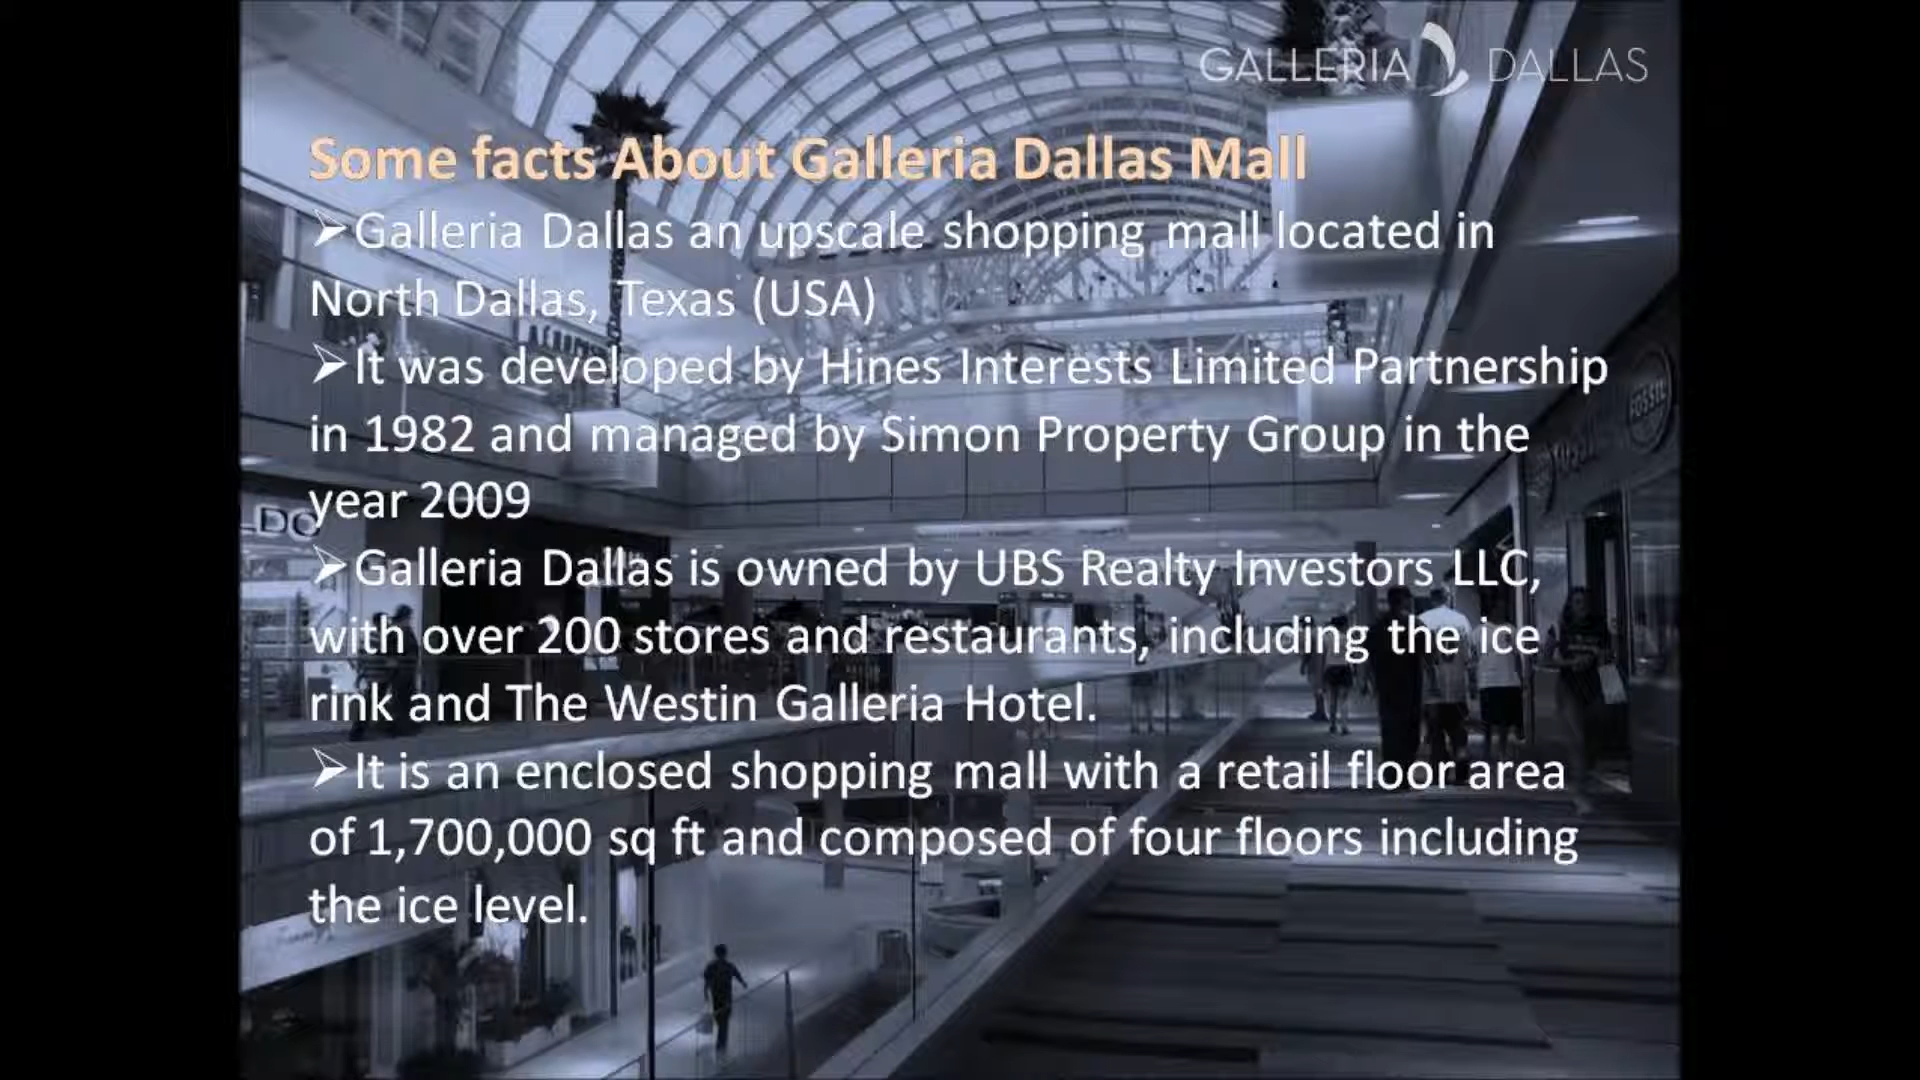 GALLERIA DALLAS
Some facts About Galleria Dallas Mall
➢Galleria Dallas an upscale shopping mall located in
North Dallas, Texas (USA)
➢It was developed by Hines Interests Limited Partnership
in 1982 and managed by Simon Property Group in the
year 2009
➢Galleria Dallas is owned by UBS Realty Investors LLC,
with over 200 stores and restaurants, including the ice
rink and The Westin Galleria Hotel.
➢It is an enclosed shopping mall with a retail floor area
of 1,700,000 sq ft and composed of four floors including
the ice level.
FOSSIL